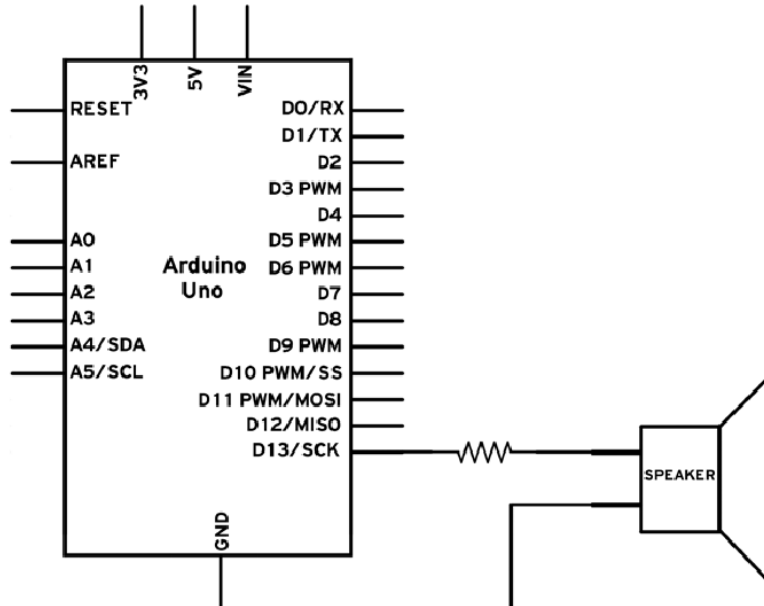 3V3
5V
VIN
RESET
AREF
A0
A1
A2
A3
A4/SDA
A5/SCL
Arduino
Uno
D0/RX
D1/TX
D2
D3 PWM
D4
D5 PWM
D6 PWM
D7
D8
D9 PWM
D10 PWM/SS
D11 PWM/MOSI
D12/MISO
D13/SCK
GND
SPEAKER